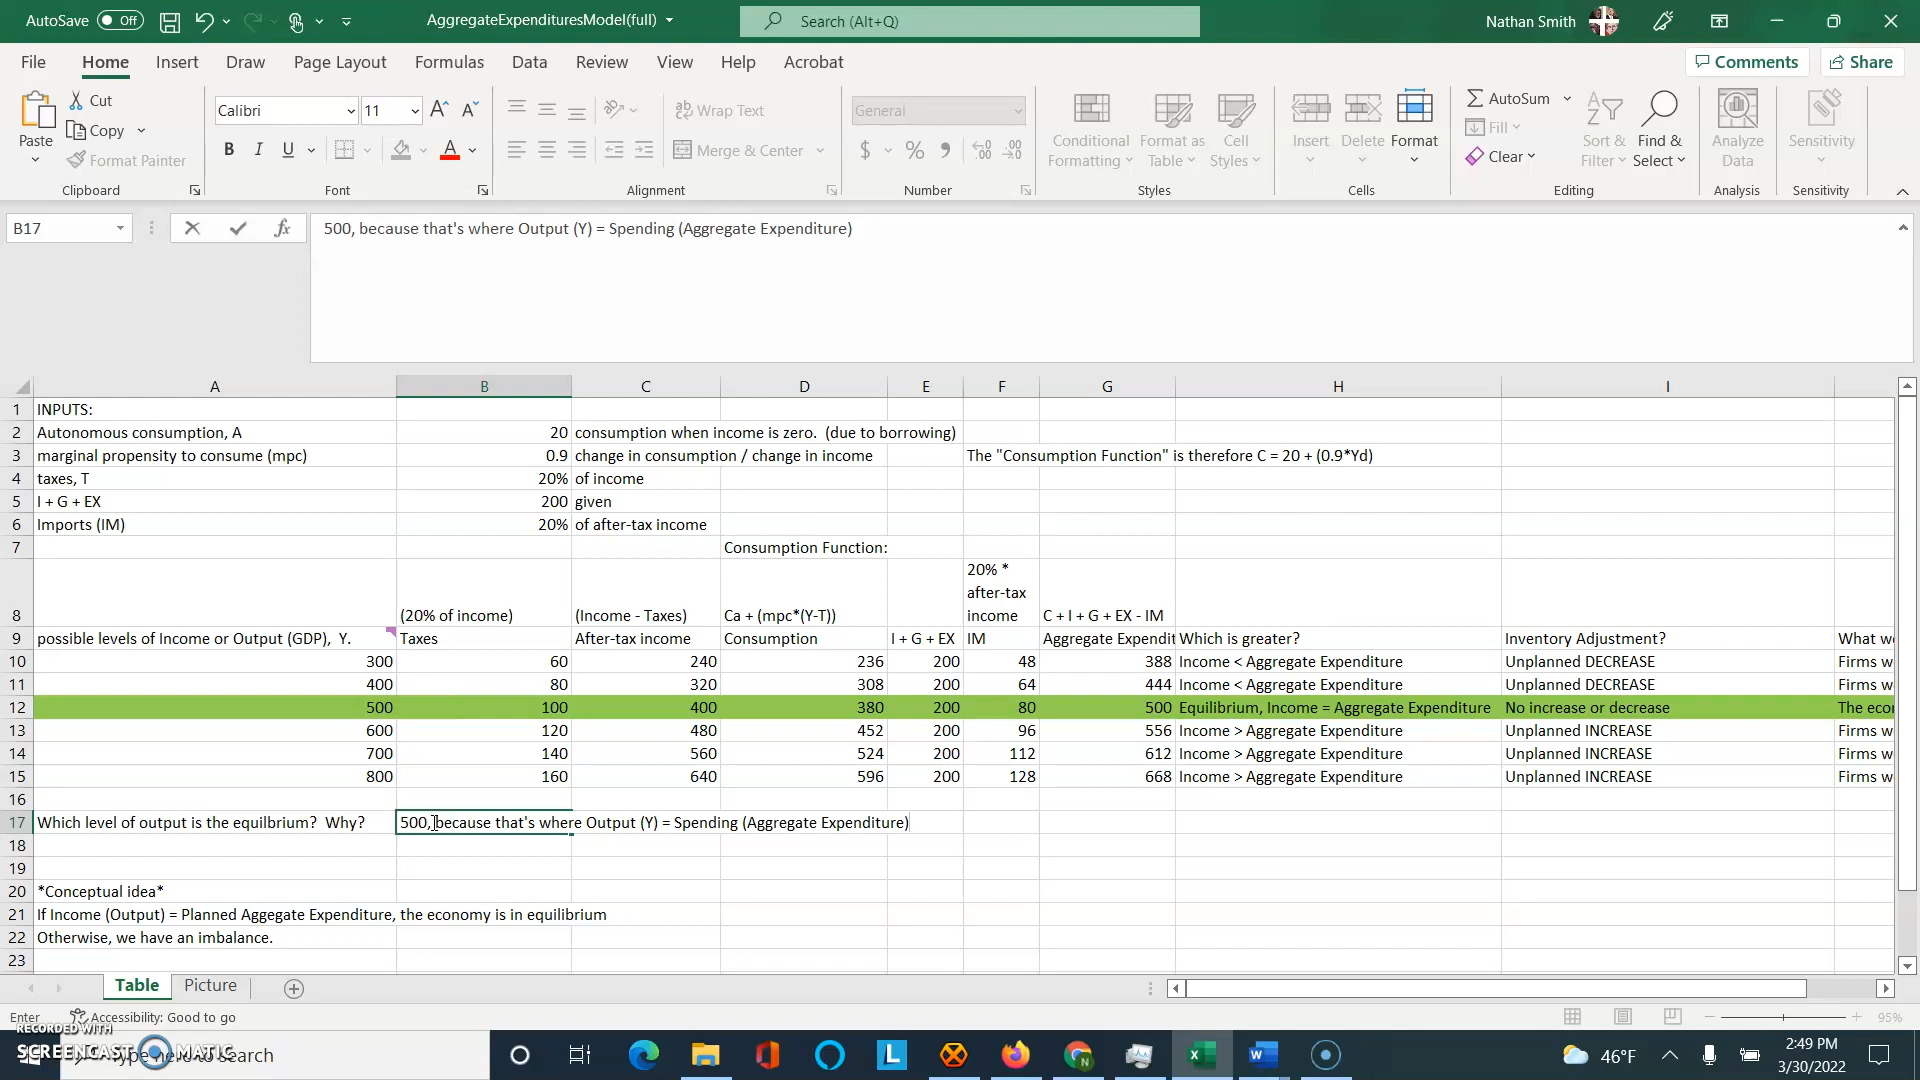 AutoSave Off AggregateExpendituresModel(full) Search (Alt+Q) Nathan Smith
File Home Insert Draw Page Layout Formulas Data Review View Help Acrobat Comments Share
Paste Cut Copy Format Painter Clipboard
Calibri 11 B I U A Font
Wrap Text Merge & Center Alignment
General $ % Number
Conditional Formatting Format as Table Cell Styles Styles
Insert Delete Format Cells
AutoSum Fill Clear Sort & Filter Find & Select Editing
Analyze Data Analysis
Sensitivity Sensitivity
B17 fx 500, because that's where Output (Y) = Spending (Aggregate Expenditure)
A B C D E F G H I
1 INPUTS:
2 Autonomous consumption, A 20 consumption when income is zero. (due to borrowing)
3 marginal propensity to consume (mpc) 0.9 change in consumption / change in income The "Consumption Function" is therefore C = 20 + (0.9*Yd)
4 taxes, T 20% of income
5 I + G + EX 200 given
6 Imports (IM) 20% of after-tax income
7 Consumption Function:
8 (20% of income) (Income - Taxes) Ca + (mpc*(Y-T)) 20% * after-tax income C + I + G + EX - IM
9 possible levels of Income or Output (GDP), Y. Taxes After-tax income Consumption I + G + EX IM Aggregate Expendit Which is greater? Inventory Adjustment? What we
10 300 60 240 236 200 48 388 Income < Aggregate Expenditure Unplanned DECREASE Firms w
11 400 80 320 308 200 64 444 Income < Aggregate Expenditure Unplanned DECREASE Firms w
12 500 100 400 380 200 80 500 Equilibrium, Income = Aggregate Expenditure No increase or decrease The econ
13 600 120 480 452 200 96 556 Income > Aggregate Expenditure Unplanned INCREASE Firms w
14 700 140 560 524 200 112 612 Income > Aggregate Expenditure Unplanned INCREASE Firms w
15 800 160 640 596 200 128 668 Income > Aggregate Expenditure Unplanned INCREASE Firms w
16
17 Which level of output is the equilbrium? Why? 500, because that's where Output (Y) = Spending (Aggregate Expenditure)
18
19
20 *Conceptual idea*
21 If Income (Output) = Planned Aggegate Expenditure, the economy is in equilibrium
22 Otherwise, we have an imbalance.
23
Table Picture
Enter Accessibility: Good to go 95%
RECORDED WITH
SCREENCAST MATIC
Type here to search 46°F 2:49 PM
3/30/2022